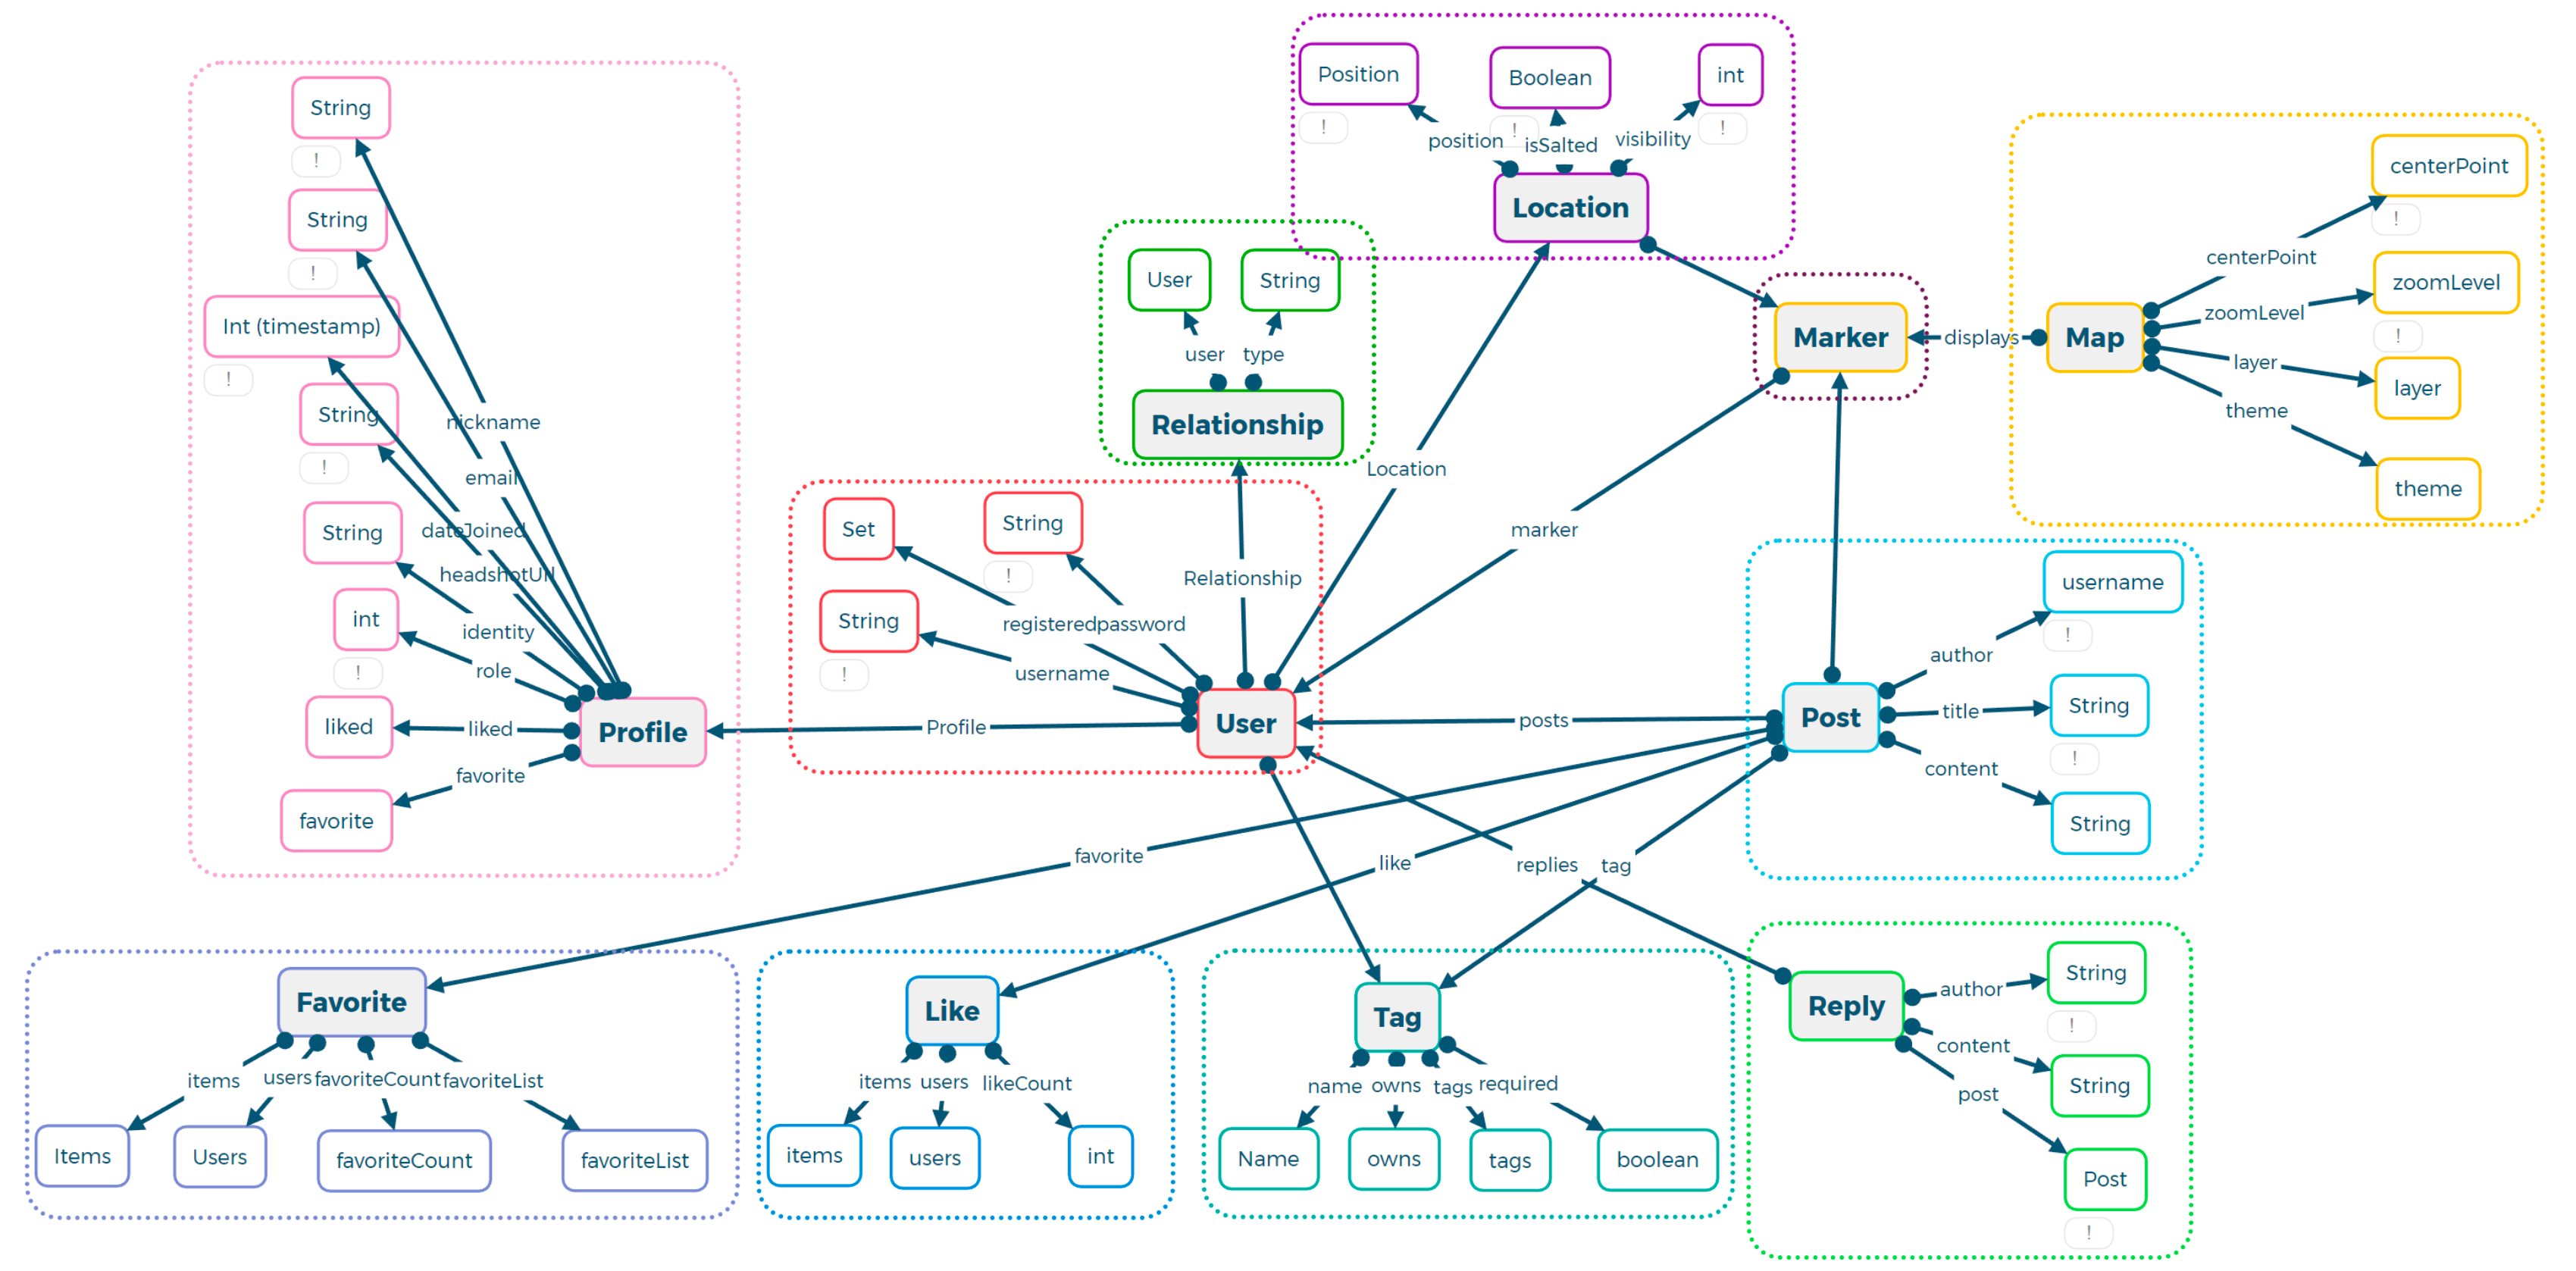 String
!
String
!
Int (timestamp)
!
String
!
String
int
!
liked
favorite
nickname
email
dateJoined
headshotUrl
identity
role
liked
favorite
Profile
Position
!
Boolean
!
int
!
position
isSalted
visibility
Location
User
String
user
type
Relationship
Marker
displays
Map
centerPoint
zoomLevel
layer
theme
centerPoint
!
zoomLevel
!
layer
theme
Set
String
!
String
!
registered
password
username
Relationship
Location
marker
Profile
User
posts
Post
author
title
content
username
!
String
!
String
favorite
like
replies
tag
Favorite
items
users
favoriteCount
favoriteList
Items
Users
favoriteCount
favoriteList
Like
items
users
likeCount
items
users
int
Tag
name
owns
tags
required
Name
owns
tags
boolean
Reply
author
content
post
String
!
String
Post
!